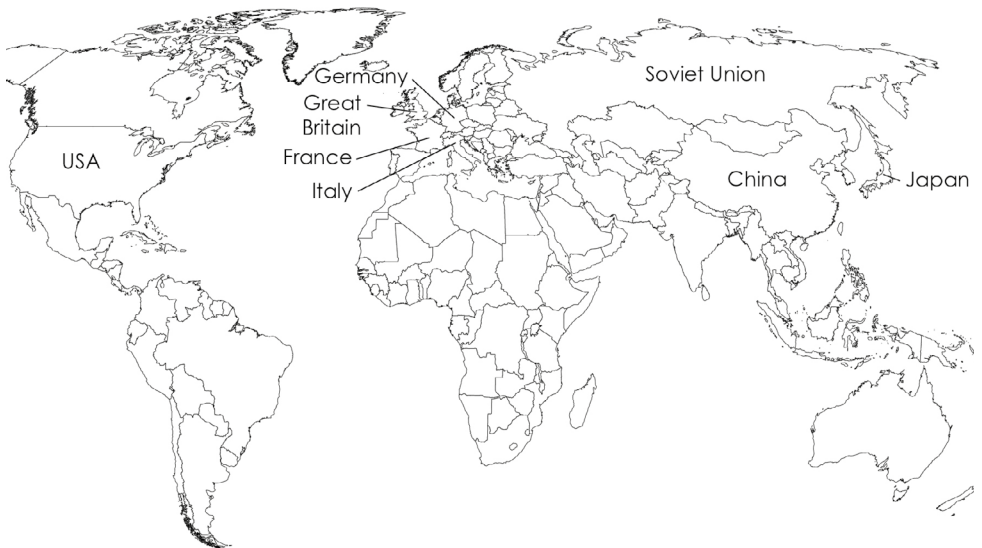 Germany
Soviet Union
Great
Britain
USA
France
Italy
China
Japan